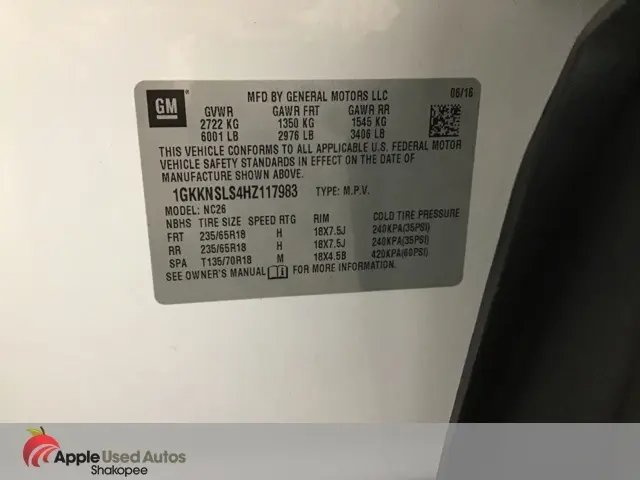 GM
MFD BY GENERAL MOTORS LLC 06/16
GVWR GAWR FRT GAWR RR
2722 KG 1350 KG 1545 KG
6001 LB 2976 LB 3406 LB
THIS VEHICLE CONFORMS TO ALL APPLICABLE U.S. FEDERAL MOTOR
VEHICLE SAFETY STANDARDS IN EFFECT ON THE DATE OF
MANUFACTURE SHOWN ABOVE.
1GKKNSLS4HZ117983 TYPE: M.P.V.
MODEL: NC26
NBHS TIRE SIZE SPEED RTG RIM COLD TIRE PRESSURE
FRT 235/65R18 H 18X7.5J 240KPA(35PSI)
RR 235/65R18 H 18X7.5J 240KPA(35PSI)
SPA T135/70R18 M 18X4.5B 420KPA(60PSI)
SEE OWNER'S MANUAL FOR MORE INFORMATION.
Apple Used Autos
Shakopee